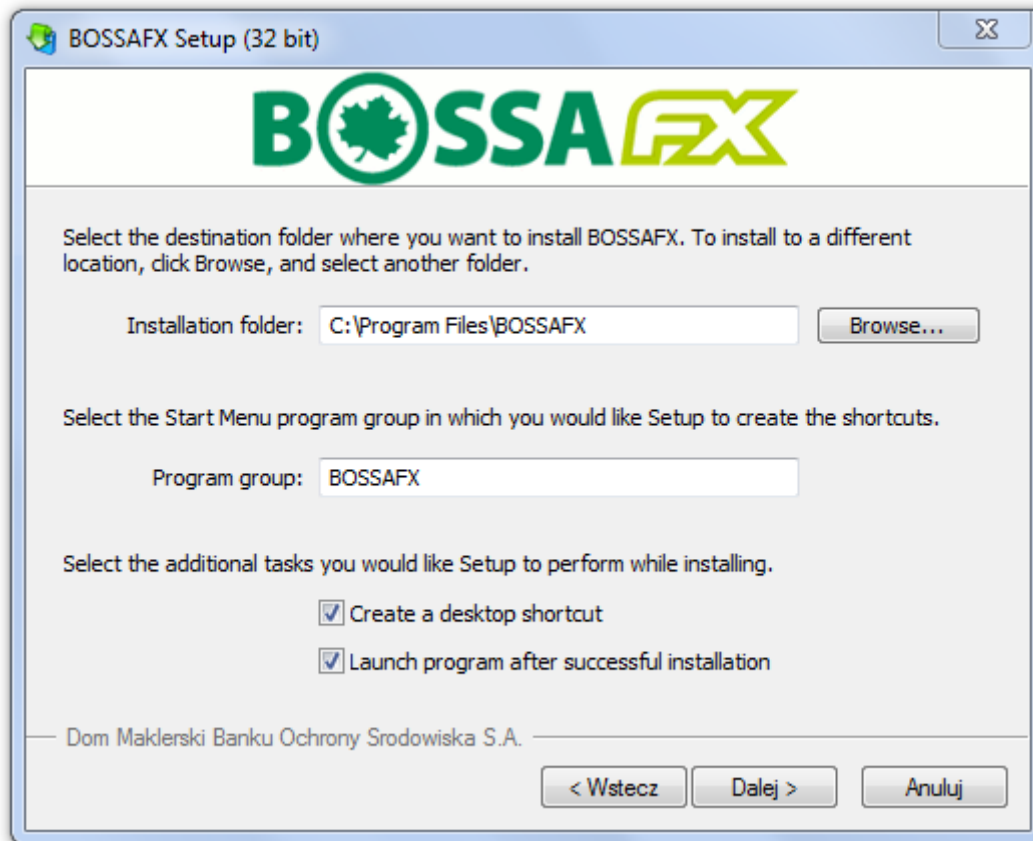 BOSSAFX Setup (32 bit)
BOSSA FX
Select the destination folder where you want to install BOSSAFX. To install to a different
location, click Browse, and select another folder.
Installation folder: C:\Program Files\BOSSAFX Browse...
Select the Start Menu program group in which you would like Setup to create the shortcuts.
Program group: BOSSAFX
Select the additional tasks you would like Setup to perform while installing.
Create a desktop shortcut
Launch program after successful installation
Dom Maklerski Banku Ochrony Srodowiska S.A.
< Wstecz Dalej > Anuluj